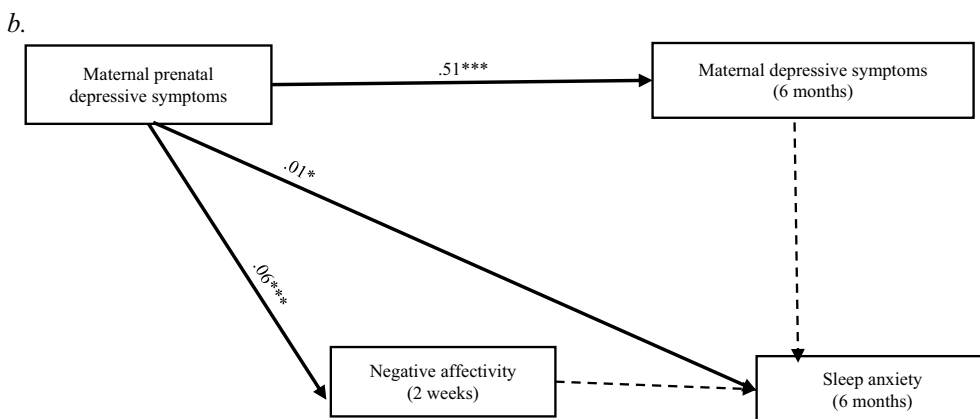 b.
Maternal prenatal
depressive symptoms
.51***
Maternal depressive symptoms
(6 months)
.01*
.06***
Negative affectivity
(2 weeks)
Sleep anxiety
(6 months)